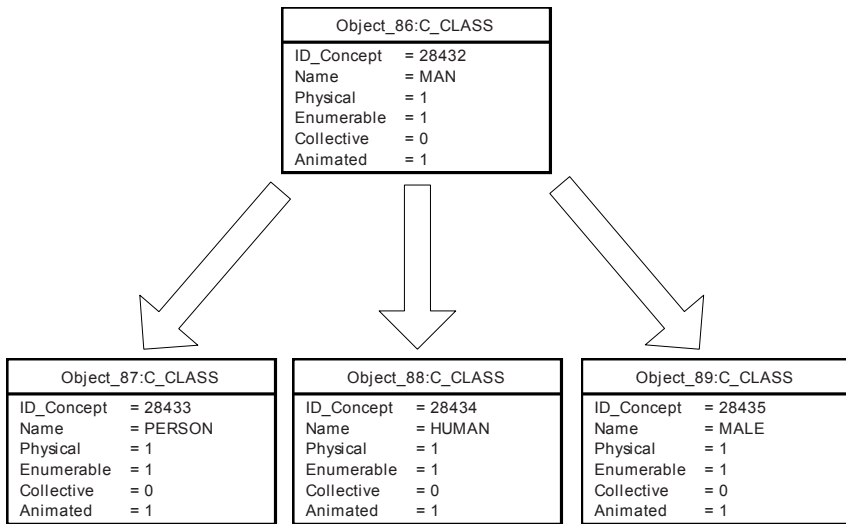 Object_86:C_CLASS
ID_Concept = 28432
Name = MAN
Physical = 1
Enumerable = 1
Collective = 0
Animated = 1
Object_87:C_CLASS
ID_Concept = 28433
Name = PERSON
Physical = 1
Enumerable = 1
Collective = 0
Animated = 1
Object_88:C_CLASS
ID_Concept = 28434
Name = HUMAN
Physical = 1
Enumerable = 1
Collective = 0
Animated = 1
Object_89:C_CLASS
ID_Concept = 28435
Name = MALE
Physical = 1
Enumerable = 1
Collective = 0
Animated = 1